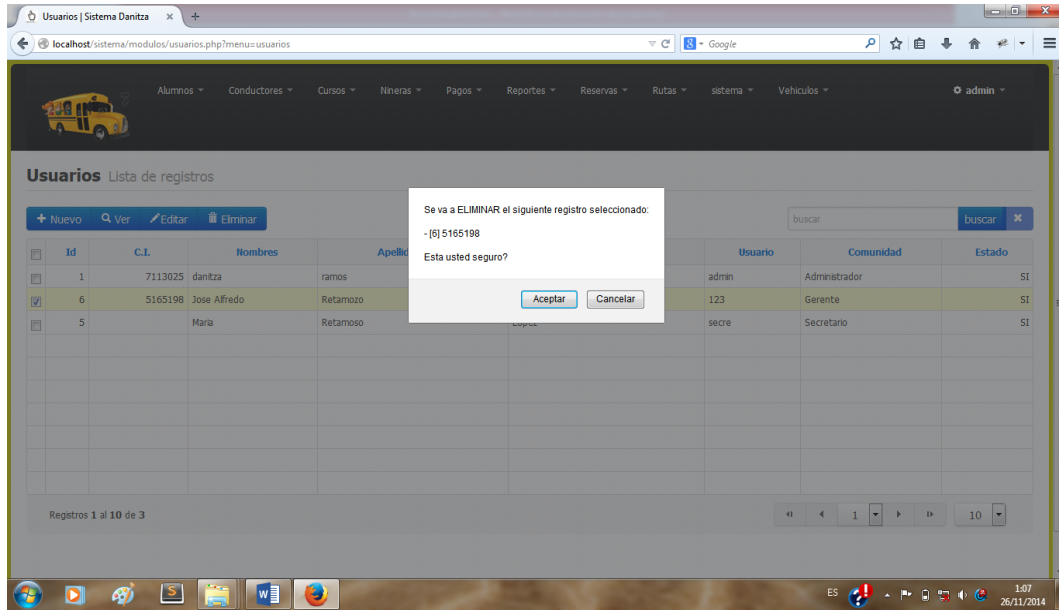 Usuarios | Sistema Danitza
localhost/sistema/modulos/usuarios.php?menu=usuarios
Google
Alumnos Conductores Cursos Nineras Pagos Reportes Reservas Rutas sistema Vehiculos admin
Usuarios Lista de registros
Nuevo Ver Editar Eliminar
buscar buscar
Se va a ELIMINAR el siguiente registro seleccionado:
- [6] 5165198
Esta usted seguro?
Aceptar Cancelar
Id C.I. Nombres Apellid Usuario Comunidad Estado
1 7113025 danitza ramos admin Administrador SI
6 5165198 Jose Alfredo Retamozo 123 Gerente SI
5 Maria Retamoso Lopez secre Secretario SI
Registros 1 al 10 de 3
1 10
ES
1:07
26/11/2014